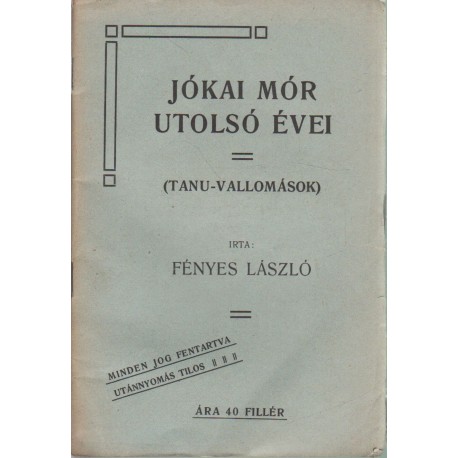 JÓKAI MÓR
UTOLSÓ ÉVEI
(TANU-VALLOMÁSOK)
IRTA:
FÉNYES LÁSZLÓ
MINDEN JOG FENTARTVA
UTÁNNYOMÁS TILOS !! !! !!
ÁRA 40 FILLÉR